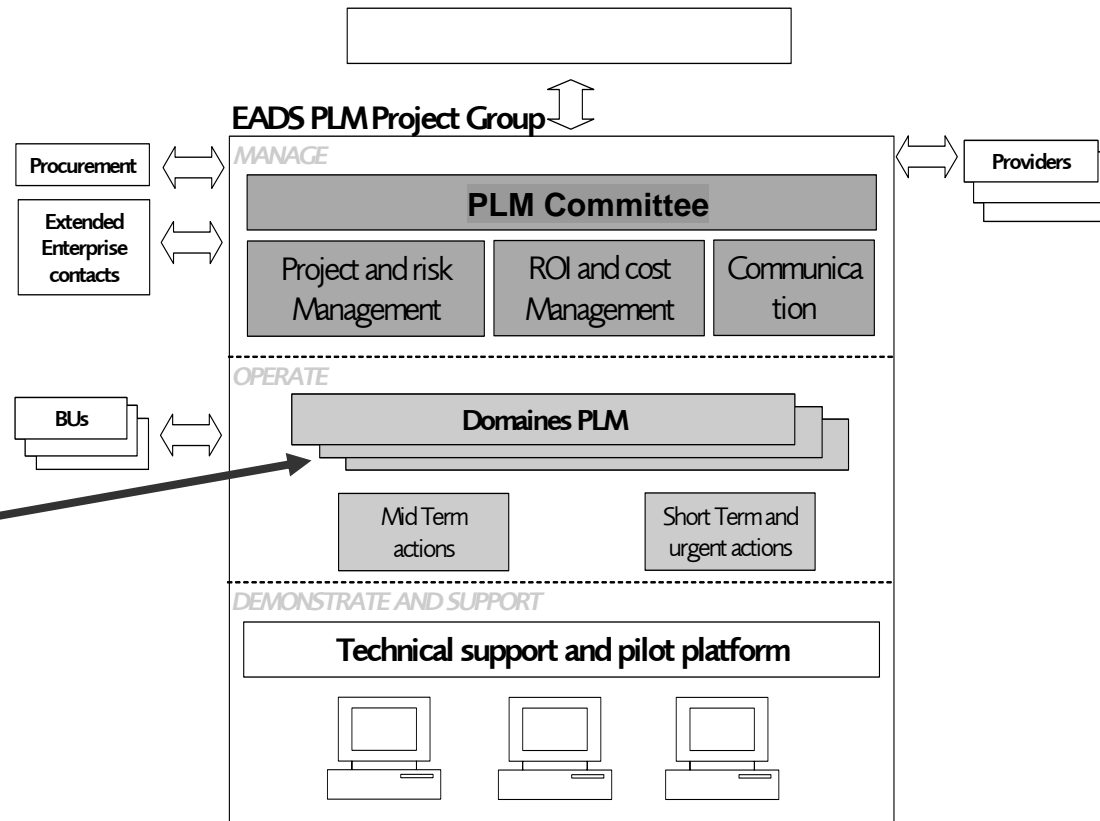 EADS PLM Project Group
MANAGE
Procurement
Providers
PLM Committee
Extended
Enterprise
contacts
Project and risk
Management
ROI and cost
Management
Communica
tion
OPERATE
BUs
Domaines PLM
Mid Term
actions
Short Term and
urgent actions
DEMONSTRATE AND SUPPORT
Technical support and pilot platform